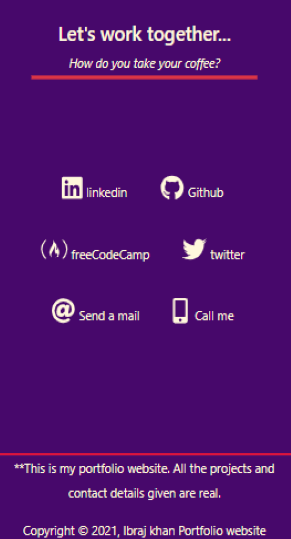 Let's work together...
How do you take your coffee?
linkedin Github
freeCodeCamp twitter
@ Send a mail Call me
**This is my portfolio website. All the projects and
contact details given are real.
Copyright © 2021, Ibraj khan Portfolio website